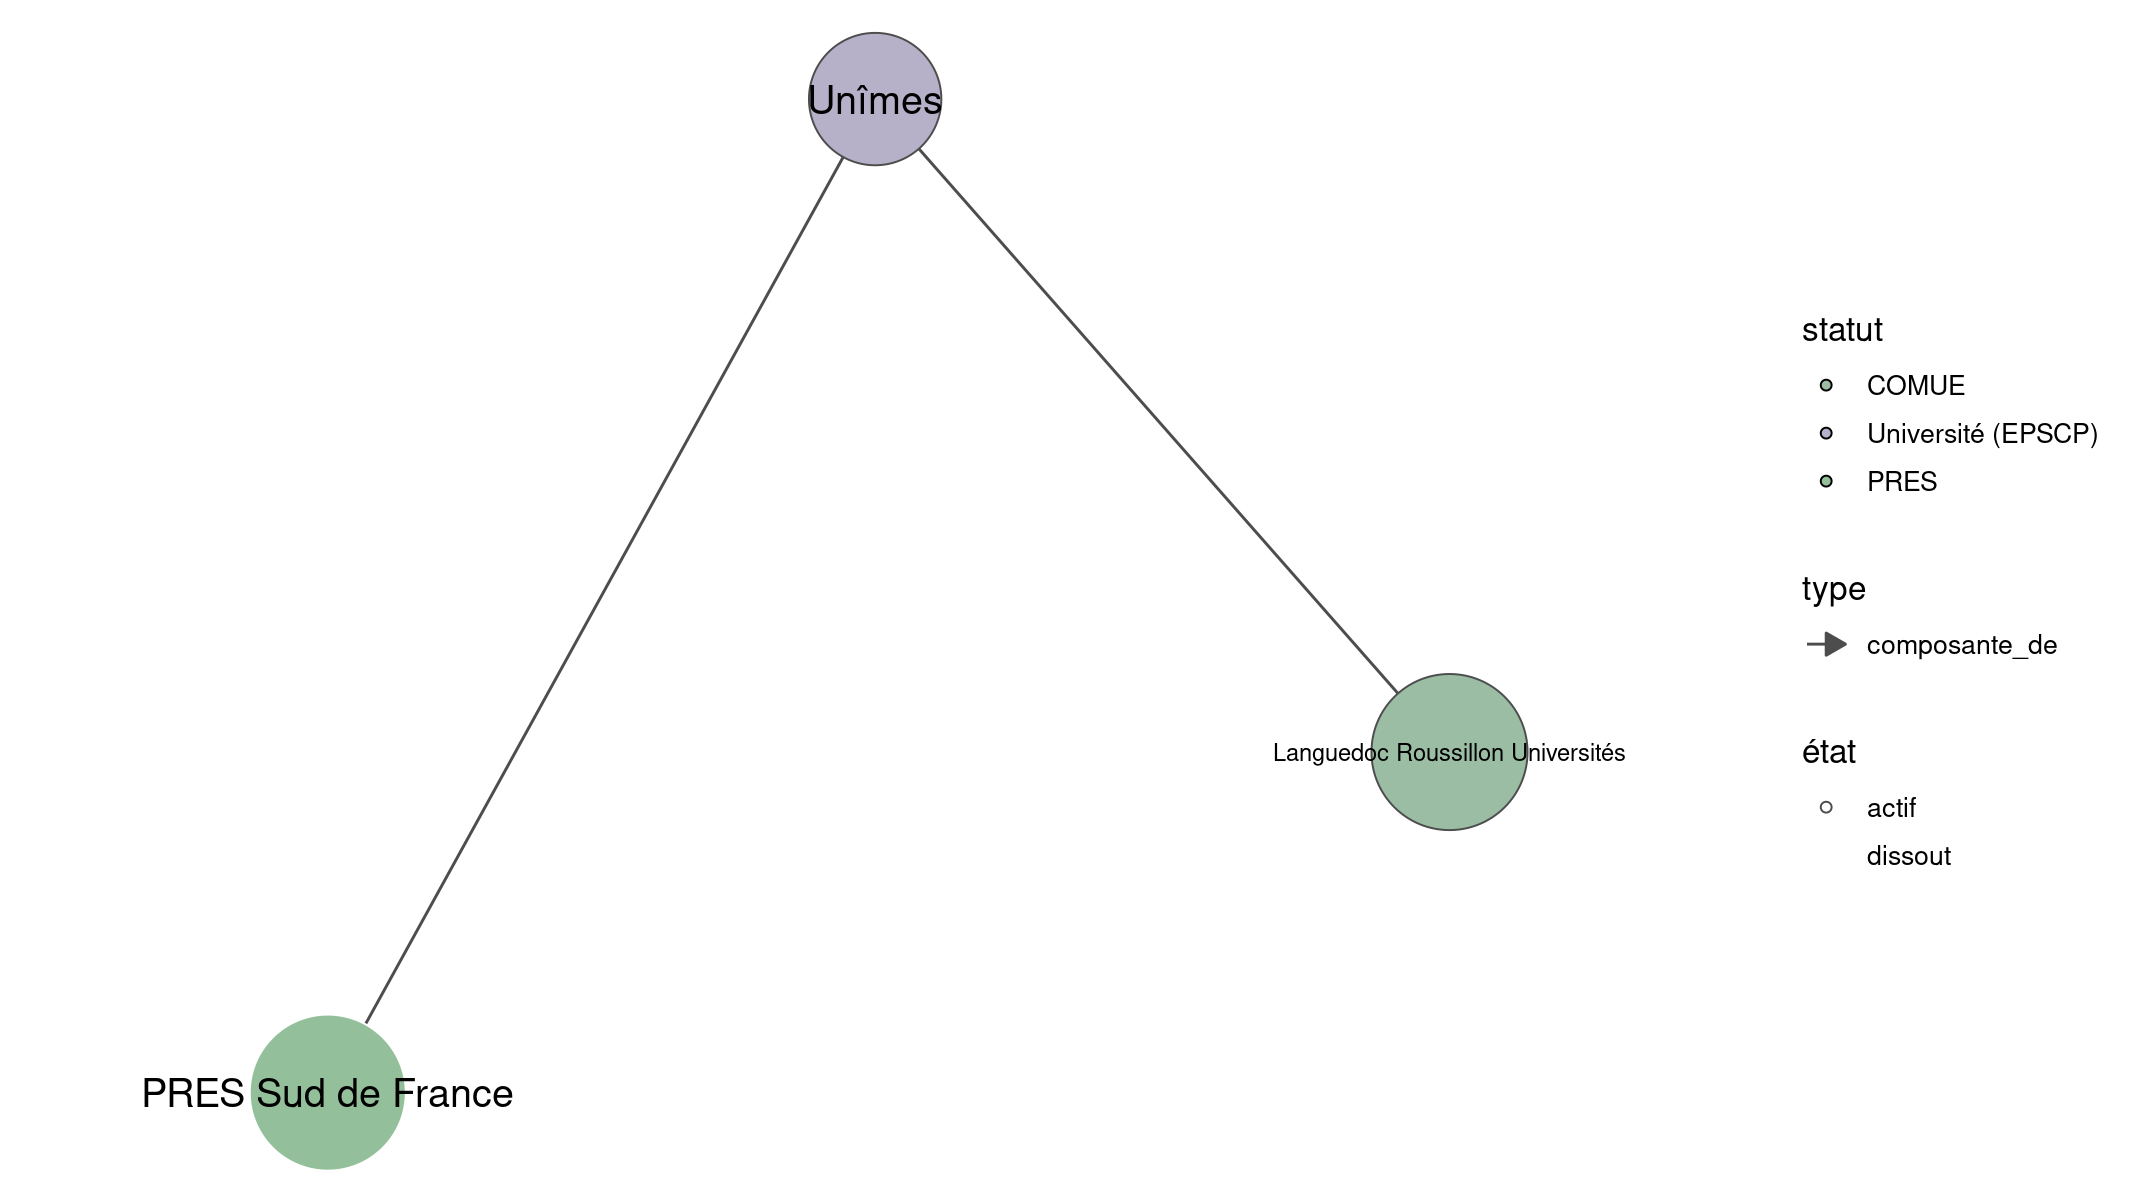 Unîmes
Languedoc Roussillon Universités
PRES Sud de France
statut
COMUE
Université (EPSCP)
PRES
type
composante_de
état
actif
dissout